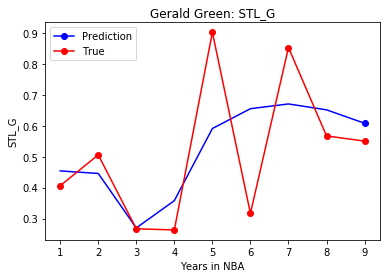 Gerald Green: STL_G
Prediction
True
STL_G
0.9
0.8
0.7
0.6
0.5
0.4
0.3
1 2 3 4 5 6 7 8 9
Years in NBA